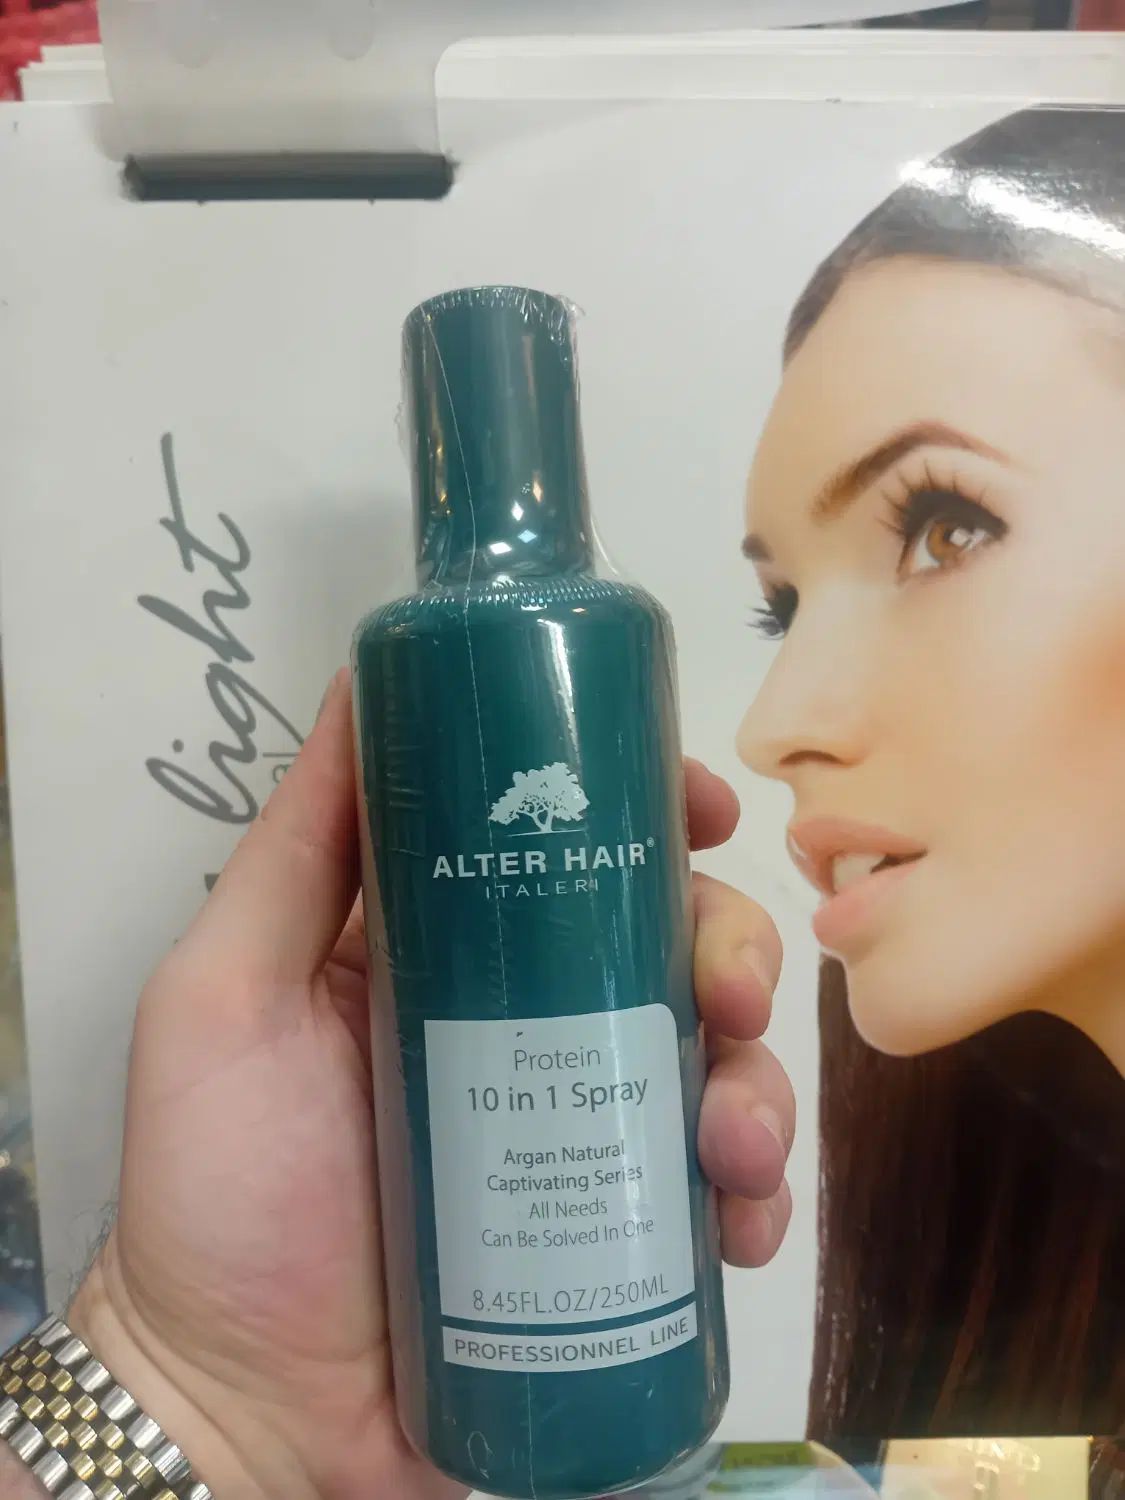 light
ALTER HAIR®
ITALERI
Protein
10 in 1 Spray
Argan Natural
Captivating Series
All Needs
Can Be Solved In One
8.45FL.OZ/250ML
PROFESSIONNEL LINE